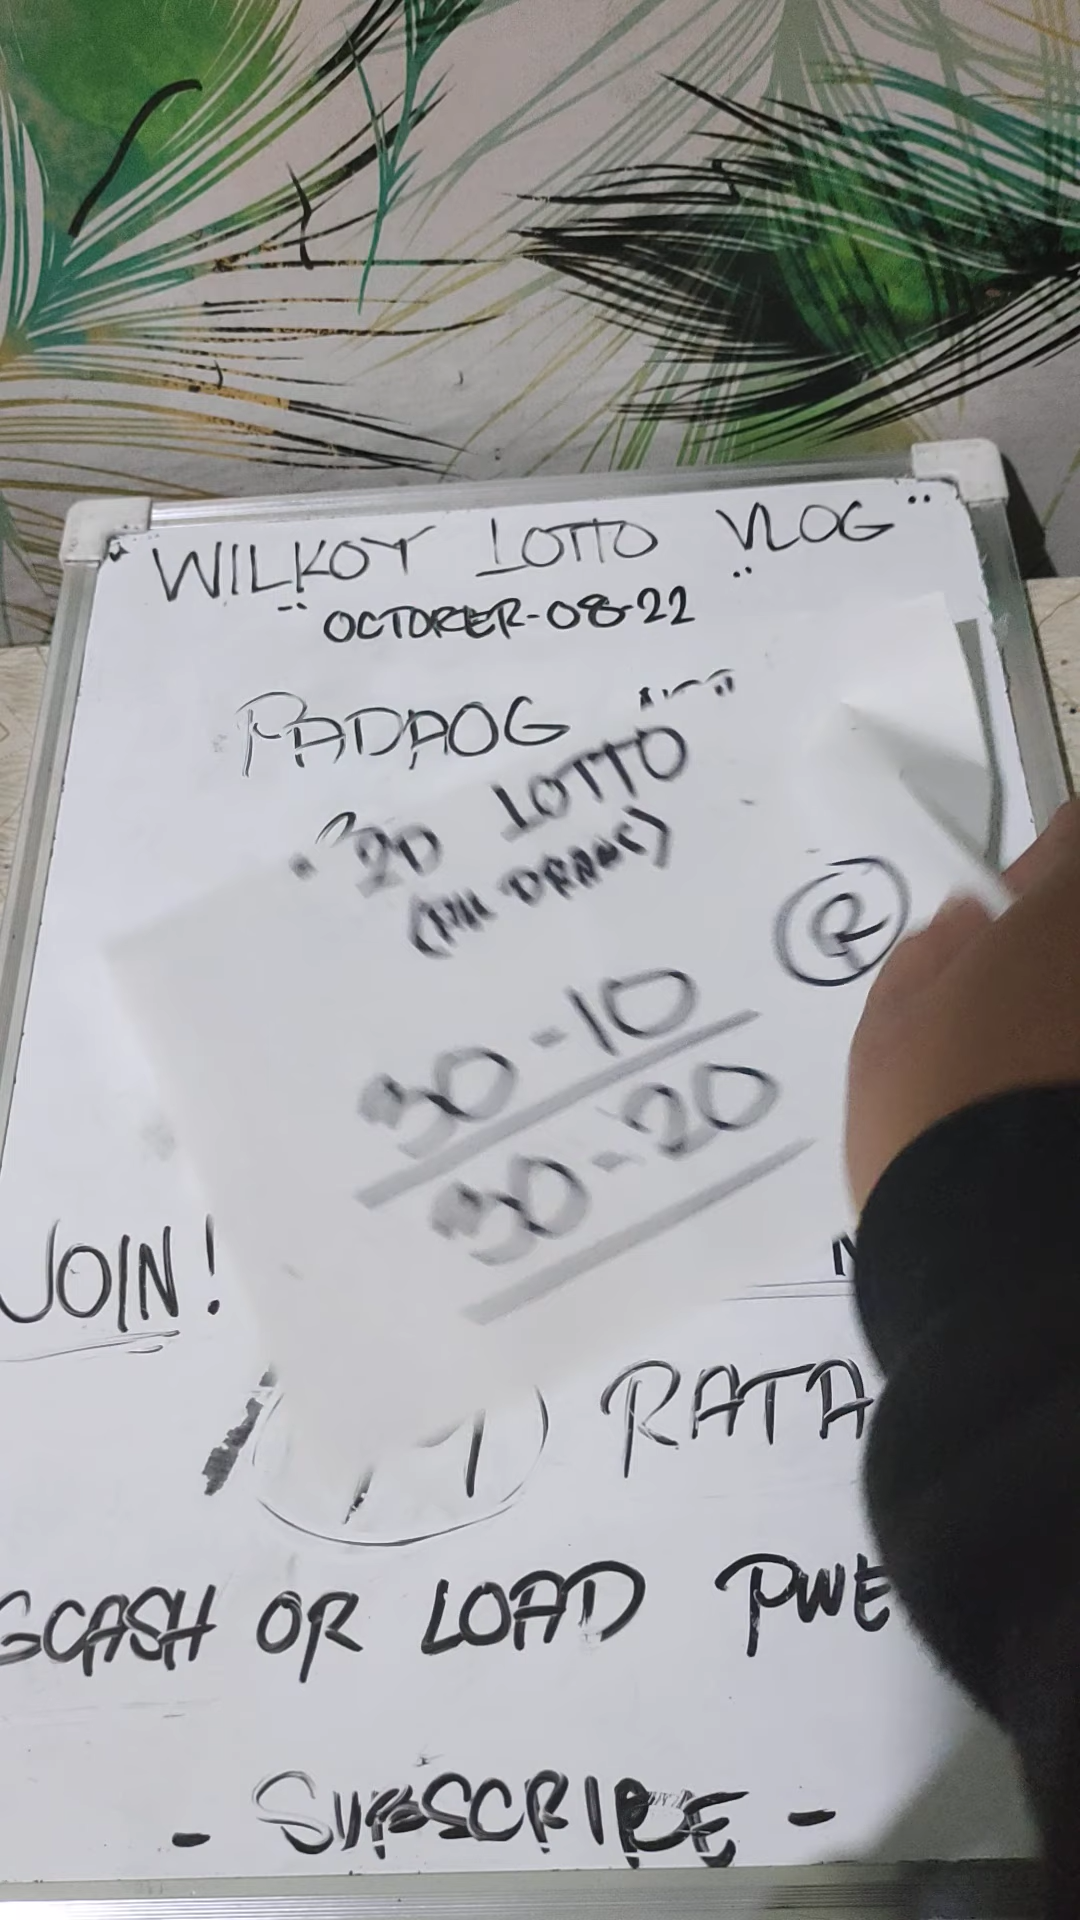 "WILKOY LOTTO VLOG"
OCTOBER-08-22
PADAOG
LOTTO
30-10
30-20
R
JOIN!
RATA
GCASH OR LOAD PWE
- SUBSCRIBE -